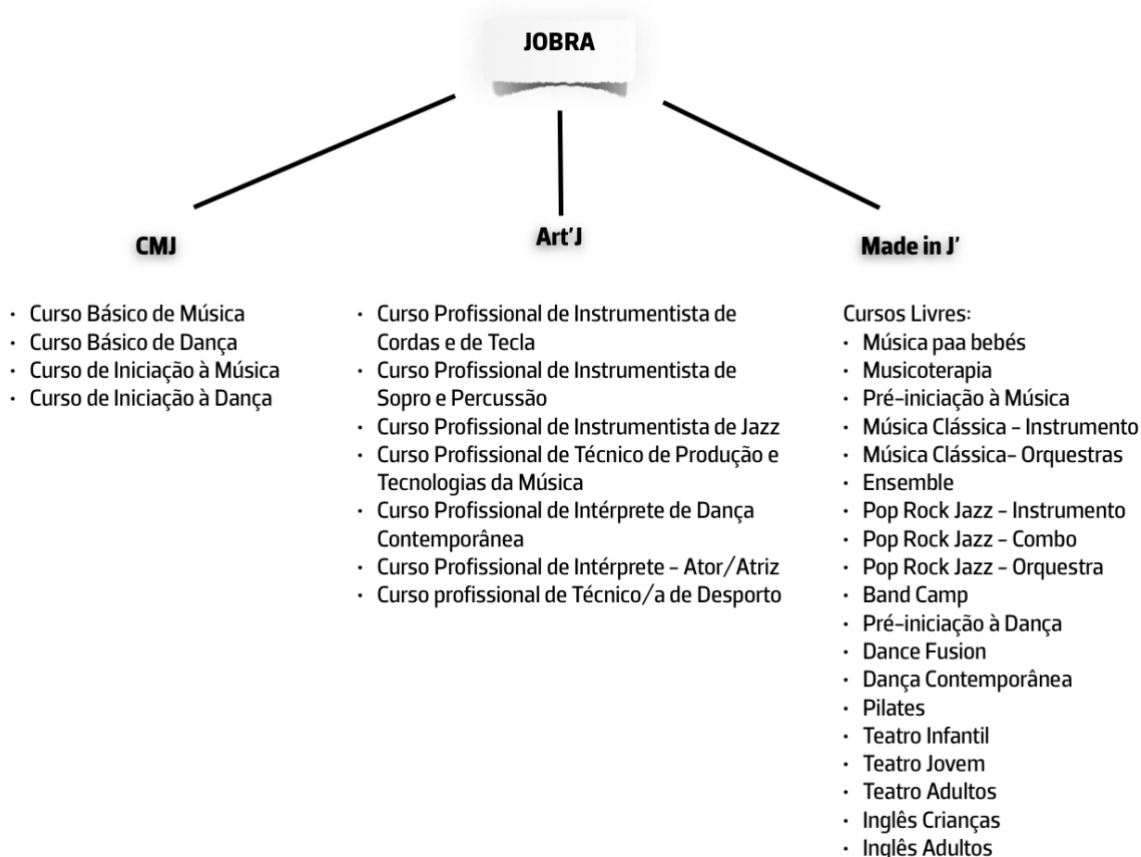 JOBRA
CMJ
• Curso Básico de Música
• Curso Básico de Dança
• Curso de Iniciação à Música
• Curso de Iniciação à Dança
Art'J
• Curso Profissional de Instrumentista de
Cordas e de Tecla
• Curso Profissional de Instrumentista de
Sopro e Percussão
• Curso Profissional de Instrumentista de Jazz
• Curso Profissional de Técnico de Produção e
Tecnologias da Música
• Curso Profissional de Intérprete de Dança
Contemporânea
• Curso Profissional de Intérprete – Ator/Atriz
• Curso profissional de Técnico/a de Desporto
Made in J'
Cursos Livres:
• Música paa bebés
• Musicoterapia
• Pré-iniciação à Música
• Música Clássica – Instrumento
• Música Clássica– Orquestras
• Ensemble
• Pop Rock Jazz – Instrumento
• Pop Rock Jazz – Combo
• Pop Rock Jazz – Orquestra
• Band Camp
• Pré-iniciação à Dança
• Dance Fusion
• Dança Contemporânea
• Pilates
• Teatro Infantil
• Teatro Jovem
• Teatro Adultos
• Inglês Crianças
• Inglês Adultos